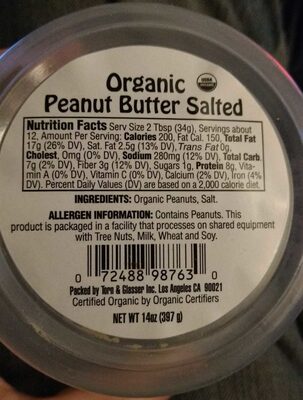 Organic
USDA
ORGANIC
Peanut Butter Salted
Nutrition Facts Serv Size 2 Tbsp (34g), Servings about
12, Amount Per Serving: Calories 200, Fat Cal. 150, Total Fat
17g (26% DV), Sat. Fat 2.5g (13% DV), Trans Fat 0g,
Cholest, 0mg (0% DV), Sodium 280mg (12% DV), Total Carb.
7g (2% DV), Fiber 3g (12% DV), Sugars 1g, Protein 8g, Vita-
min A (0% DV), Vitamin C (0% DV), Calcium (2% DV), Iron (4%
DV). Percent Daily Values (DV) are based on a 2,000 calorie diet.
INGREDIENTS: Organic Peanuts, Salt.
ALLERGEN INFORMATION: Contains Peanuts. This
product is packaged in a facility that processes on shared equipment
with Tree Nuts, Milk, Wheat and Soy.
0 72488 98763 0
Packed by Torn & Glasser Inc. Los Angeles CA 90021
Certified Organic by Organic Certifiers
NET WT 14oz (397 g)